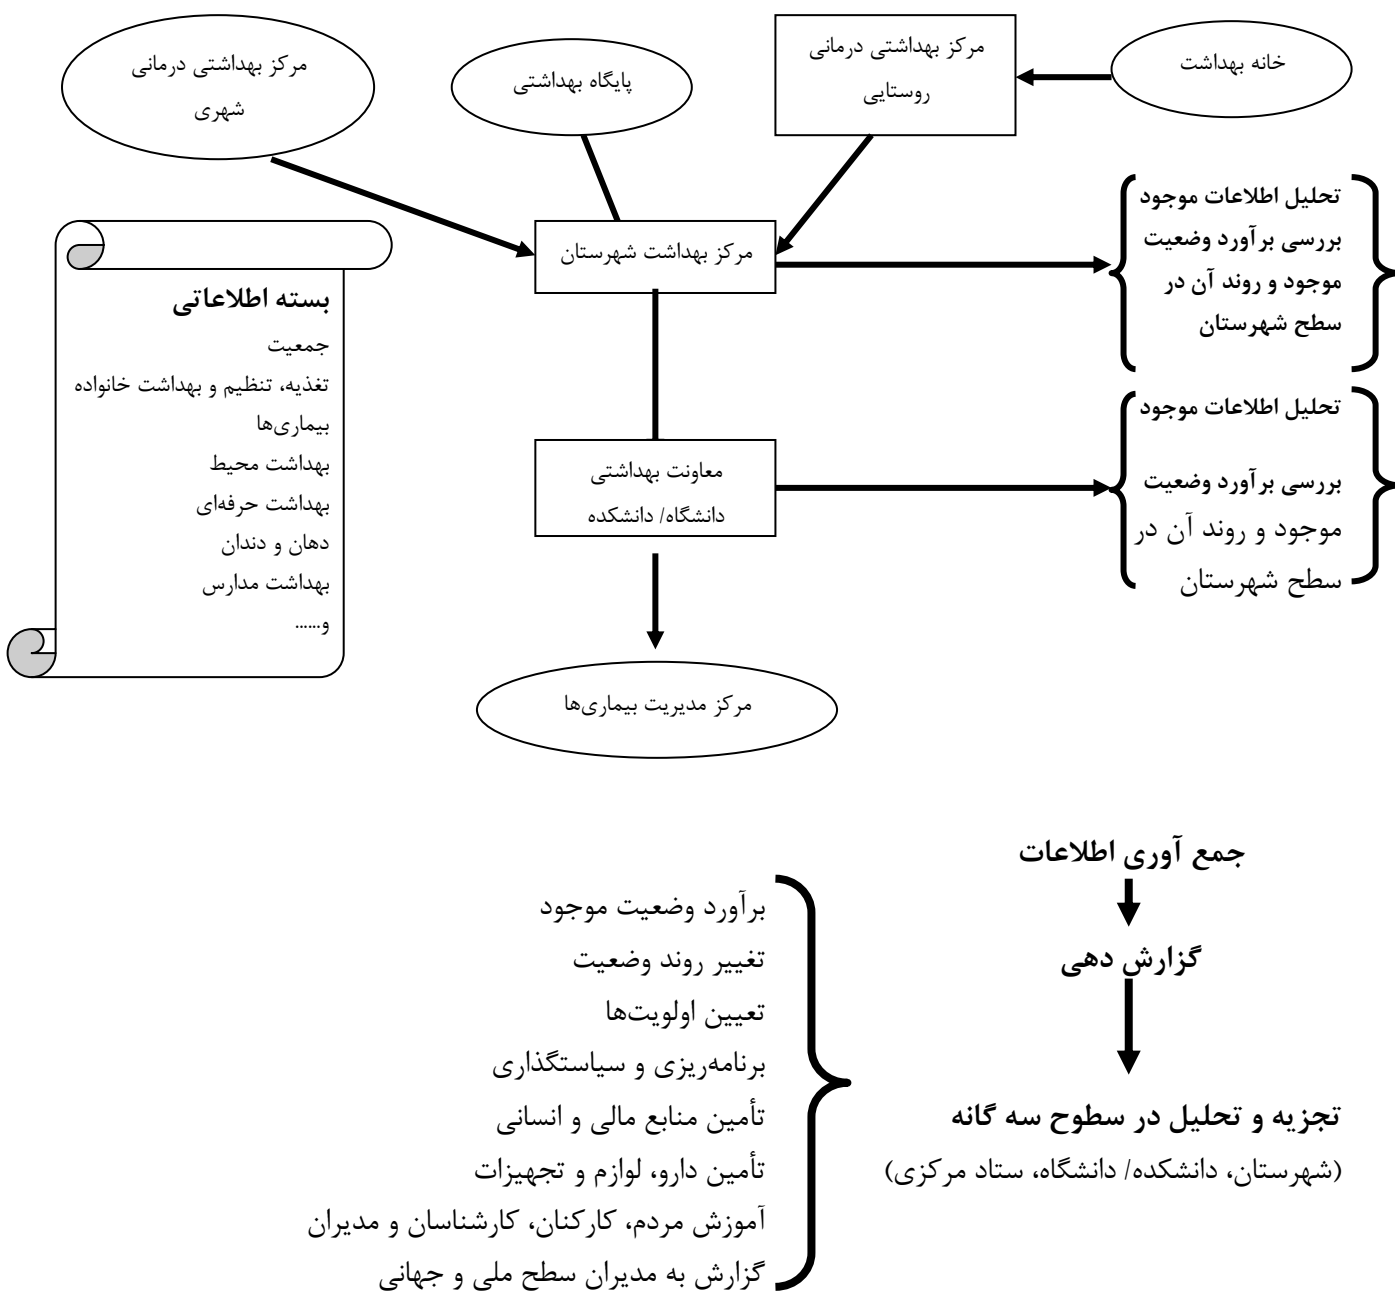 خانه بهداشت
مرکز بهداشتی درمانی
روستایی
پایگاه بهداشتی
مرکز بهداشتی درمانی
شهری
مرکز بهداشت شهرستان
تحلیل اطلاعات موجود
بررسی برآورد وضعیت
موجود و روند آن در
سطح شهرستان
بسته اطلاعاتی
جمعیت
تغذیه، تنظیم و بهداشت خانواده
بیماری‌ها
بهداشت محیط
بهداشت حرفه‌ای
دهان و دندان
بهداشت مدارس
و......
معاونت بهداشتی
دانشگاه/ دانشکده
تحلیل اطلاعات موجود
بررسی برآورد وضعیت
موجود و روند آن در
سطح شهرستان
مرکز مدیریت بیماری‌ها
جمع آوری اطلاعات
گزارش دهی
تجزیه و تحلیل در سطوح سه گانه
(شهرستان، دانشکده/ دانشگاه، ستاد مرکزی)
برآورد وضعیت موجود
تغییر روند وضعیت
تعیین اولویت‌ها
برنامه‌ریزی و سیاستگذاری
تأمین منابع مالی و انسانی
تأمین دارو، لوازم و تجهیزات
آموزش مردم، کارکنان، کارشناسان و مدیران
گزارش به مدیران سطح ملی و جهانی